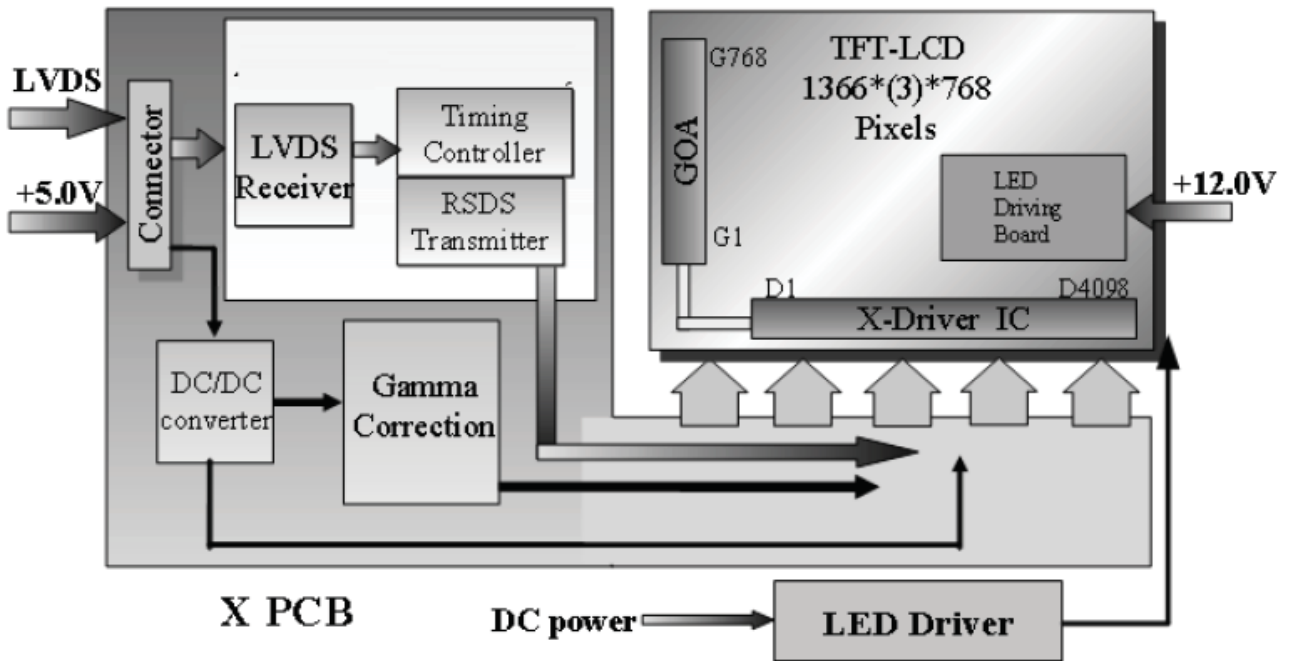 LVDS
+5.0V
Connector
LVDS
Receiver
Timing
Controller
RSDS
Transmitter
DC/DC
converter
Gamma
Correction
X PCB
DC power
LED Driver
TFT-LCD
1366*(3)*768
Pixels
G768
GOA
G1
LED
Driving
Board
+12.0V
D1
D4098
X-Driver IC